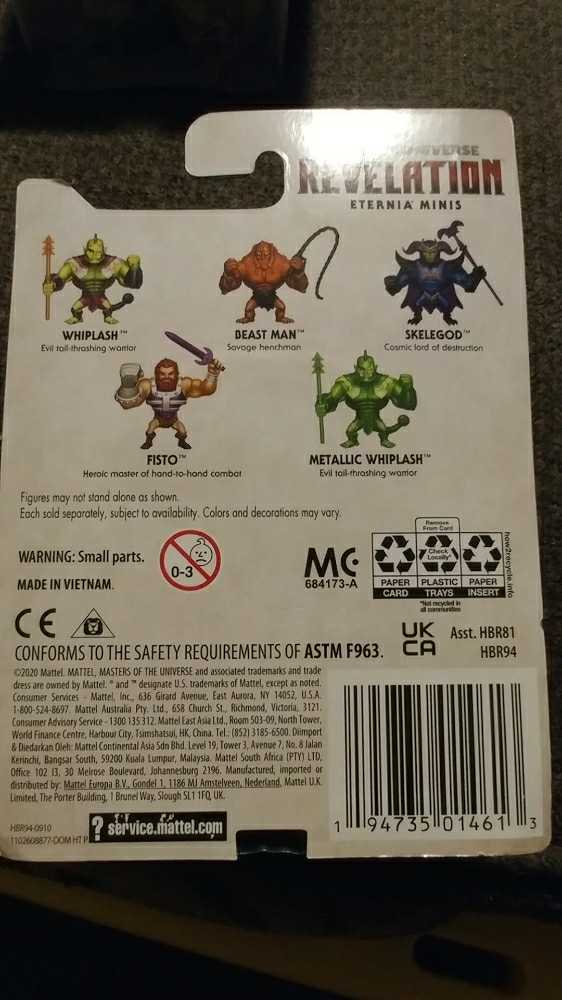 UNIVERSE
REVELATION
ETERNIA® MINIS
WHIPLASH™
Evil tail-thrashing warrior
BEAST MAN™
Savage henchman
SKELEGOD™
Cosmic lord of destruction
FISTO™
Heroic master of hand-to-hand combat
METALLIC WHIPLASH™
Evil tail-thrashing warrior
Figures may not stand alone as shown.
Each sold separately, subject to availability. Colors and decorations may vary.
WARNING: Small parts.
0-3
MADE IN VIETNAM.
MC
684173-A
Remove From Card
Check Locally*
PAPER PLASTIC PAPER
CARD TRAYS INSERT
*Not recycled in all communities
how2recycle.info
CE
UK
CA
Asst. HBR81
HBR94
CONFORMS TO THE SAFETY REQUIREMENTS OF ASTM F963.
©2020 Mattel. MATTEL, MASTERS OF THE UNIVERSE and associated trademarks and trade
dress are owned by Mattel. ® and ™ designate U.S. trademarks of Mattel, except as noted.
Consumer Services - Mattel, Inc., 636 Girard Avenue, East Aurora, NY 14052, U.S.A.
1-800-524-8697. Mattel Australia Pty. Ltd., 658 Church St., Richmond, Victoria, 3121.
Consumer Advisory Service - 1300 135 312. Mattel East Asia Ltd., Room 503-09, North Tower,
World Finance Centre, Harbour City, Tsimshatsui, HK, China. Tel.: (852) 3185-6500. Diimport
& Diedarkan Oleh: Mattel Continental Asia Sdn Bhd. Level 19, Tower 3, Avenue 7, No. 8 Jalan
Kerinchi, Bangsar South, 59200 Kuala Lumpur, Malaysia. Mattel South Africa (PTY) LTD,
Office 102 I3, 30 Melrose Boulevard, Johannesburg 2196. Manufactured, imported or
distributed by: Mattel Europa B.V., Gondel 1, 1186 MJ Amstelveen, Nederland. Mattel U.K.
Limited, The Porter Building, 1 Brunel Way, Slough SL1 1FQ, UK.
HBR94-0910
1102608877-DOM HT P
? service.mattel.com
1 94735 01461 3